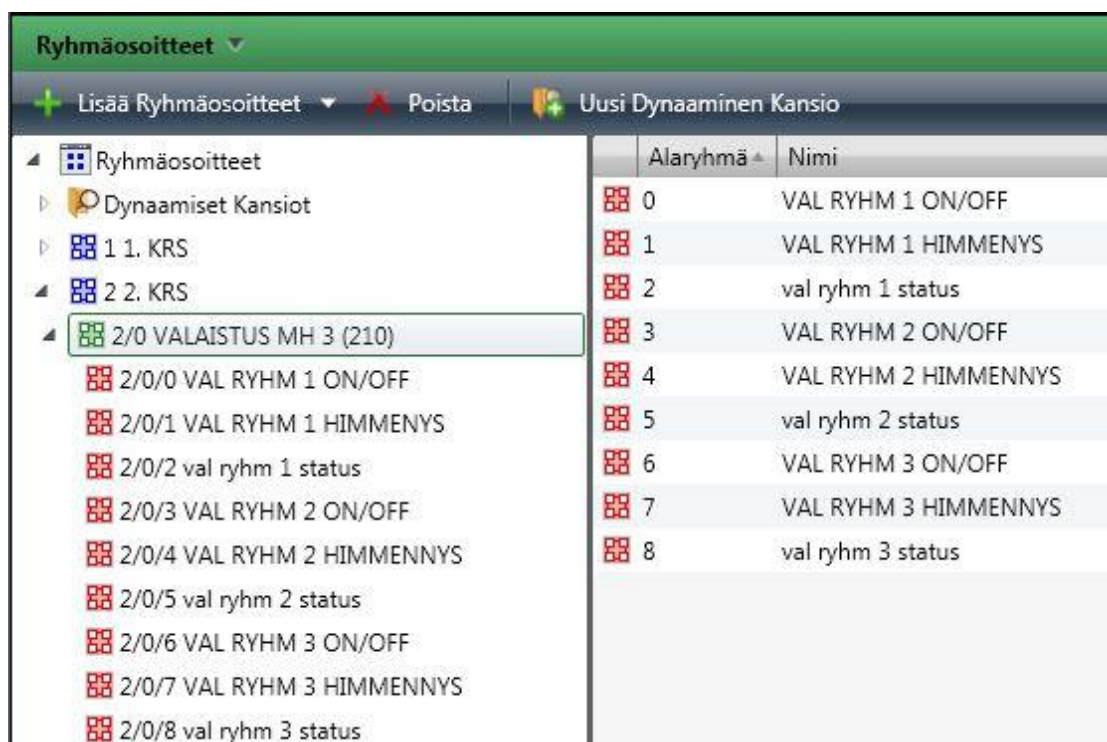 Ryhmäosoitteet
Lisää Ryhmäosoitteet Poista Uusi Dynaaminen Kansio
Ryhmäosoitteet
Dynaamiset Kansiot
1 1. KRS
2 2. KRS
2/0 VALAISTUS MH 3 (210)
2/0/0 VAL RYHM 1 ON/OFF
2/0/1 VAL RYHM 1 HIMMENYS
2/0/2 val ryhm 1 status
2/0/3 VAL RYHM 2 ON/OFF
2/0/4 VAL RYHM 2 HIMMENNYS
2/0/5 val ryhm 2 status
2/0/6 VAL RYHM 3 ON/OFF
2/0/7 VAL RYHM 3 HIMMENNYS
2/0/8 val ryhm 3 status
Alaryhmä Nimi
0 VAL RYHM 1 ON/OFF
1 VAL RYHM 1 HIMMENYS
2 val ryhm 1 status
3 VAL RYHM 2 ON/OFF
4 VAL RYHM 2 HIMMENNYS
5 val ryhm 2 status
6 VAL RYHM 3 ON/OFF
7 VAL RYHM 3 HIMMENNYS
8 val ryhm 3 status